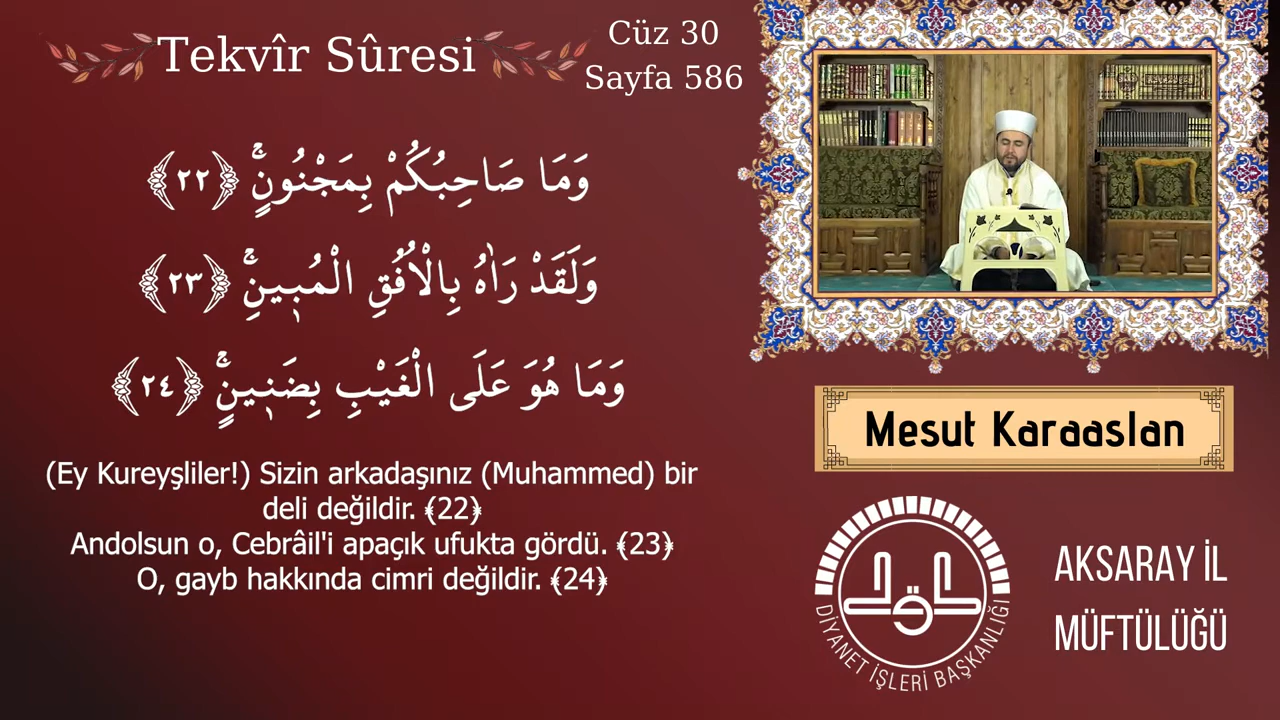 Tekvîr Sûresi
Cüz 30
Sayfa 586
وَمَا صَاحِبُكُمْ بِمَجْنُونٍۚ ﴿٢٢﴾
وَلَقَدْ رَاٰهُ بِالْاُفُقِ الْمُب۪ينِۚ ﴿٢٣﴾
وَمَا هُوَ عَلَى الْغَيْبِ بِضَن۪ينٍۚ ﴿٢٤﴾
(Ey Kureyşliler!) Sizin arkadaşınız (Muhammed) bir
deli değildir. ﴾22﴿
Andolsun o, Cebrâil'i apaçık ufukta gördü. ﴾23﴿
O, gayb hakkında cimri değildir. ﴾24﴿
Mesut Karaaslan
DİYANET İŞLERİ BAŞKANLIĞI
AKSARAY İL
MÜFTÜLÜĞÜ